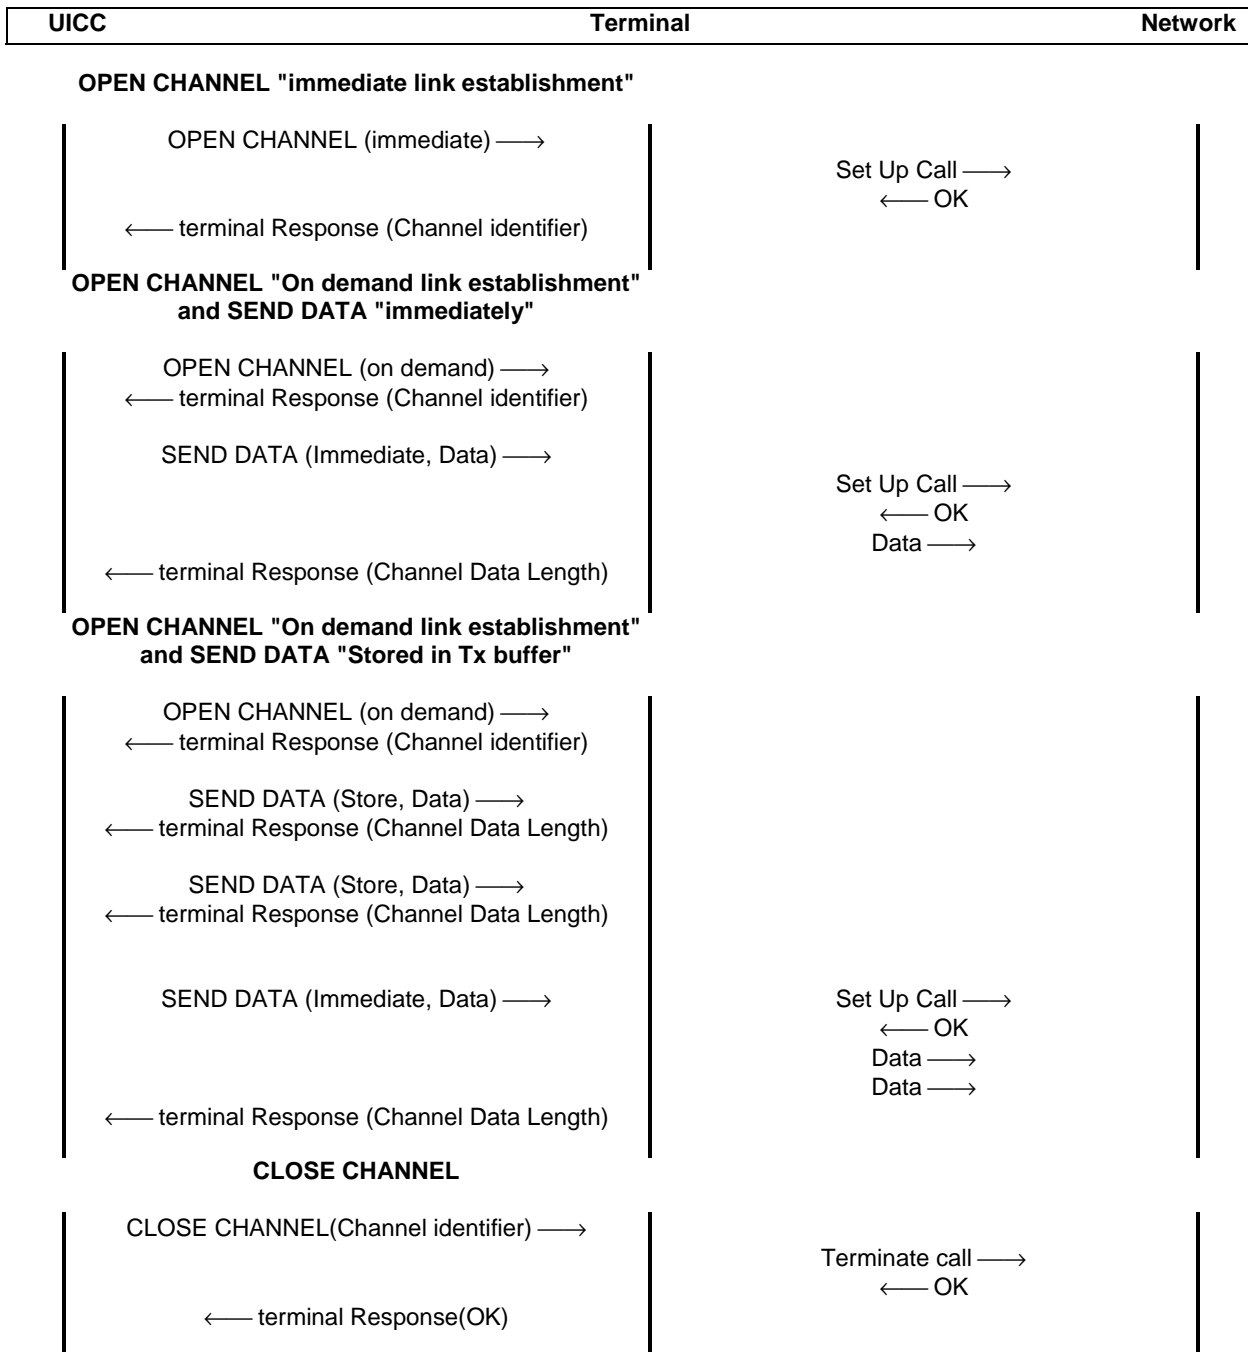 UICC Terminal Network
OPEN CHANNEL "immediate link establishment"
OPEN CHANNEL (immediate) ⟶
Set Up Call ⟶
⟵ OK
⟵ terminal Response (Channel identifier)
OPEN CHANNEL "On demand link establishment"
and SEND DATA "immediately"
OPEN CHANNEL (on demand) ⟶
⟵ terminal Response (Channel identifier)
SEND DATA (Immediate, Data) ⟶
Set Up Call ⟶
⟵ OK
Data ⟶
⟵ terminal Response (Channel Data Length)
OPEN CHANNEL "On demand link establishment"
and SEND DATA "Stored in Tx buffer"
OPEN CHANNEL (on demand) ⟶
⟵ terminal Response (Channel identifier)
SEND DATA (Store, Data) ⟶
⟵ terminal Response (Channel Data Length)
SEND DATA (Store, Data) ⟶
⟵ terminal Response (Channel Data Length)
SEND DATA (Immediate, Data) ⟶ Set Up Call ⟶
⟵ OK
Data ⟶
Data ⟶
⟵ terminal Response (Channel Data Length)
CLOSE CHANNEL
CLOSE CHANNEL(Channel identifier) ⟶
Terminate call ⟶
⟵ OK
⟵ terminal Response(OK)